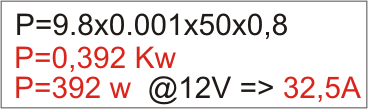 P=9.8x0.001x50x0,8
P=0,392 Kw
P=392 w @12V => 32,5A